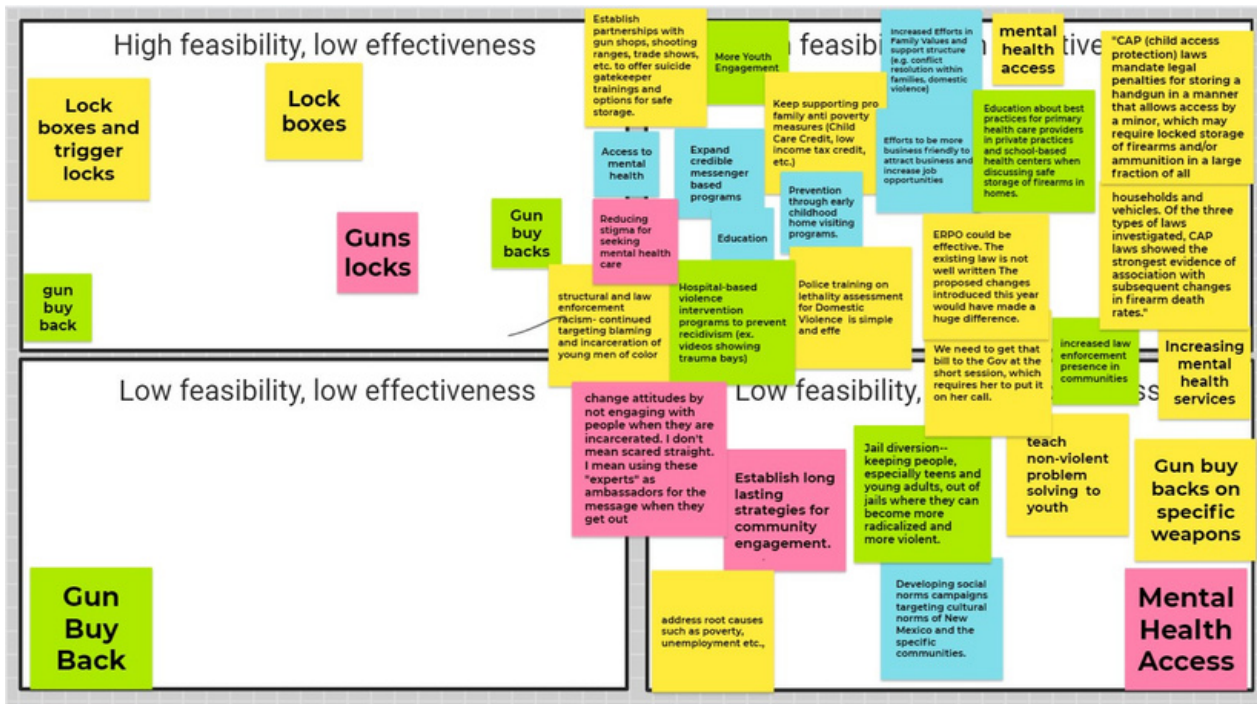 High feasibility, low effectiveness
Lock
boxes and
trigger
locks
Lock
boxes
Guns
locks
Gun
buy
backs
gun
buy
back
Establish
partnerships with
gun shops, shooting
ranges, trade shows,
etc. to offer suicide
gatekeeper
trainings and
options for safe
storage.
More Youth
Engagement
feasibi
Increased Efforts in
Family Values and
support structure
(e.g. conflict
resolution within
families, domestic
violence)
mental
health
access
"CAP (child access
protection) laws
mandate legal
penalties for storing a
handgun in a manner
that allows access by
a minor, which may
require locked storage
of firearms and/or
ammunition in a large
fraction of all
Keep supporting pro
family anti poverty
measures (Child
Care Credit, low
income tax credit,
etc.)
Efforts to be more
business friendly to
attract business and
increase job
opportunities
Education about best
practices for primary
health care providers
in private practices
and school-based
health centers when
discussing safe
storage of firearms in
homes.
Access to
mental
health
Expand
credible
messenger
based
programs
Prevention
through early
childhood
home visiting
programs.
households and
vehicles. Of the three
types of laws
investigated, CAP
laws showed the
strongest evidence of
association with
subsequent changes
in firearm death
rates."
Reducing
stigma for
seeking
mental health
care
Education
ERPO could be
effective. The
existing law is not
well written The
proposed changes
introduced this year
would have made a
huge difference.
structural and law
enforcement
racism- continued
targeting blaming
and incarceration of
young men of color
Hospital-based
violence
intervention
programs to prevent
recidivism (ex.
videos showing
trauma bays)
Police training on
lethality assessment
for Domestic
Violence is simple
and effe
We need to get that
bill to the Gov at the
short session, which
requires her to put it
on her call.
increased law
enforcement
presence in
communities
Increasing
mental
health
services
Low feasibility, low effectiveness
Gun
Buy
Back
Low feasibility,
change attitudes by
not engaging with
people when they are
incarcerated. I don't
mean scared straight.
I mean using these
"experts" as
ambassadors for the
message when they
get out
Establish long
lasting
strategies for
community
engagement.
.
Jail diversion--
keeping people,
especially teens and
young adults, out of
jails where they can
become more
radicalized and
more violent.
teach
non-violent
problem
solving to
youth
Gun buy
backs on
specific
weapons
address root causes
such as poverty,
unemployment etc.,
Developing social
norms campaigns
targeting cultural
norms of New
Mexico and the
specific
communities.
Mental
Health
Access